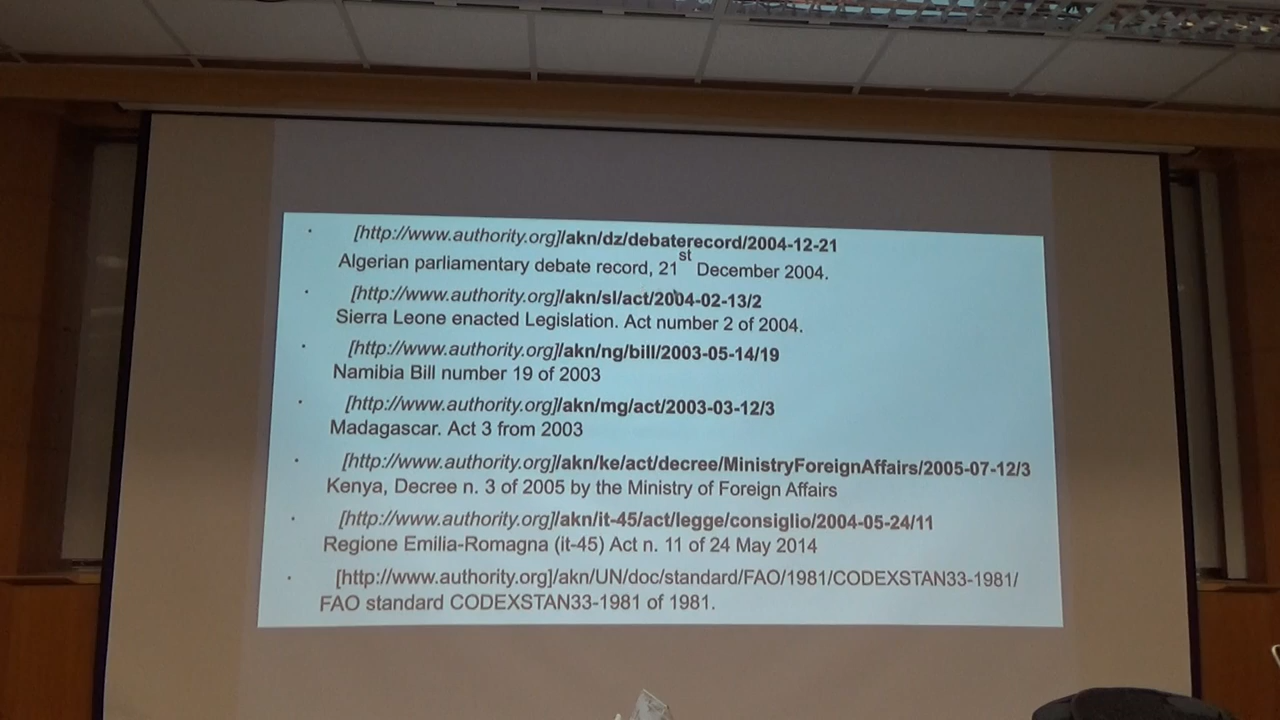 · [http://www.authority.org]/akn/dz/debaterecord/2004-12-21
Algerian parliamentary debate record, 21st December 2004.
· [http://www.authority.org]/akn/sl/act/2004-02-13/2
Sierra Leone enacted Legislation. Act number 2 of 2004.
· [http://www.authority.org]/akn/ng/bill/2003-05-14/19
Namibia Bill number 19 of 2003
· [http://www.authority.org]/akn/mg/act/2003-03-12/3
Madagascar. Act 3 from 2003
· [http://www.authority.org]/akn/ke/act/decree/MinistryForeignAffairs/2005-07-12/3
Kenya, Decree n. 3 of 2005 by the Ministry of Foreign Affairs
· [http://www.authority.org]/akn/it-45/act/legge/consiglio/2004-05-24/11
Regione Emilia-Romagna (it-45) Act n. 11 of 24 May 2014
· [http://www.authority.org]/akn/UN/doc/standard/FAO/1981/CODEXSTAN33-1981/
FAO standard CODEXSTAN33-1981 of 1981.